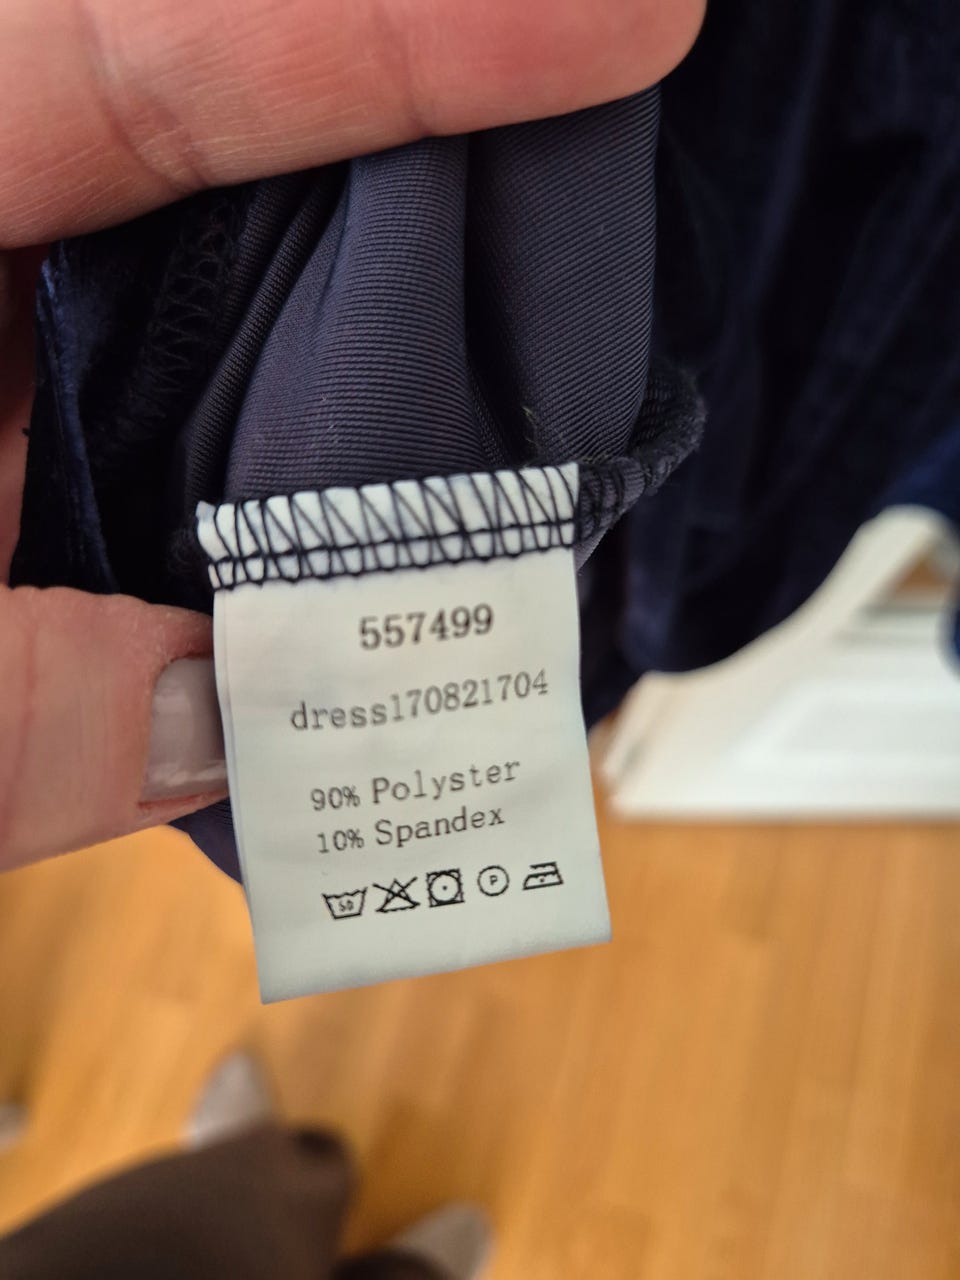 557499
dress170821704
90% Polyster
10% Spandex
P